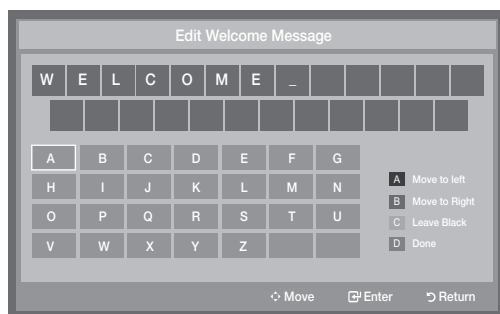 Edit Welcome Message
W E L C O M E _
A B C D E F G
H I J K L M N
O P Q R S T U
V W X Y Z
A Move to left
B Move to Right
C Leave Black
D Done
Move Enter Return